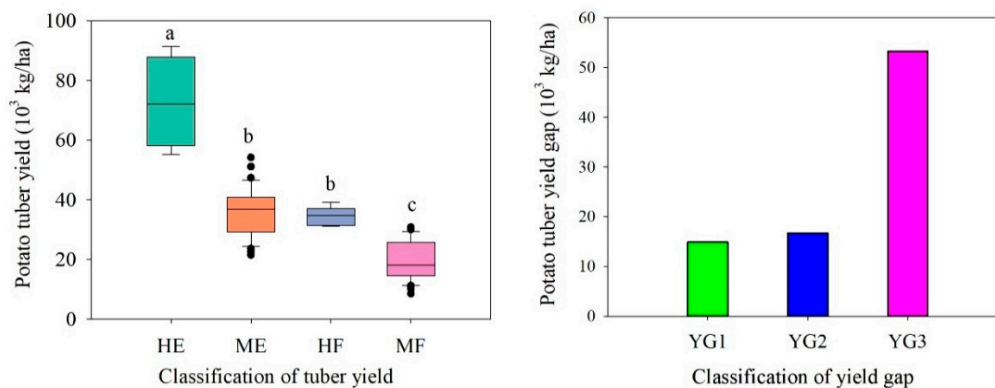 Potato tuber yield (10³ kg/ha)
100
80
60
40
20
0
a
b
b
c
HE ME HF MF
Classification of tuber yield
Potato tuber yield gap (10³ kg/ha)
60
50
40
30
20
10
0
YG1 YG2 YG3
Classification of yield gap